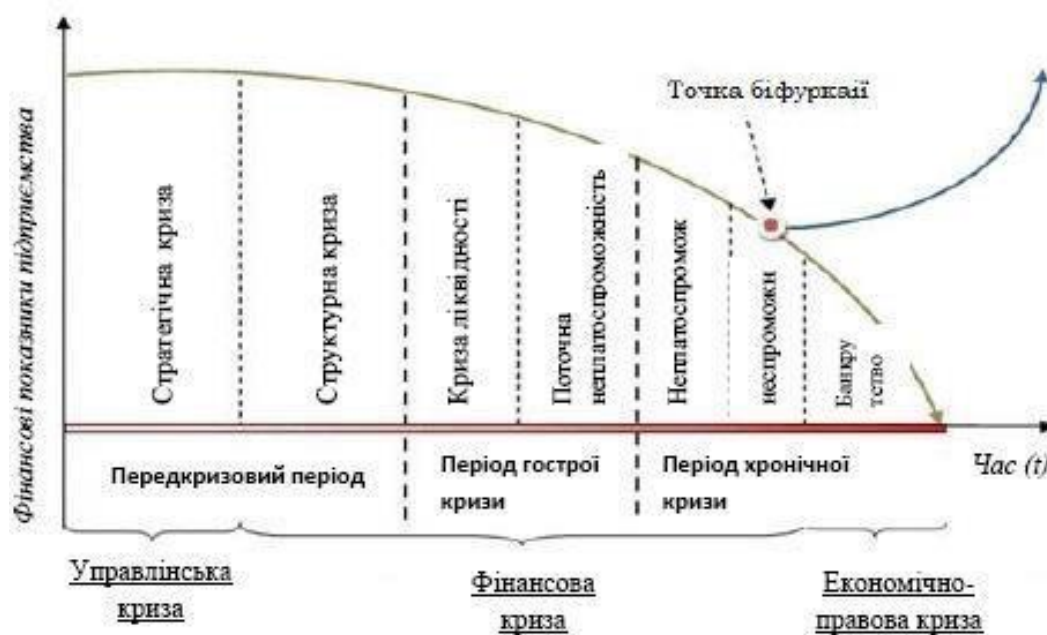 Фінансові показники підприємства
Точка біфуркаії
Стратегічна криза
Структурна криза
Криза ліквідності
Поточна
неплатоспроможність
Неплатоспромож
неспроможн
Банкру
тство
Час (t)
Передкризовий період
Період гострої
кризи
Період хронічної
кризи
Управлінська
криза
Фінансова
криза
Економічно-
правова криза